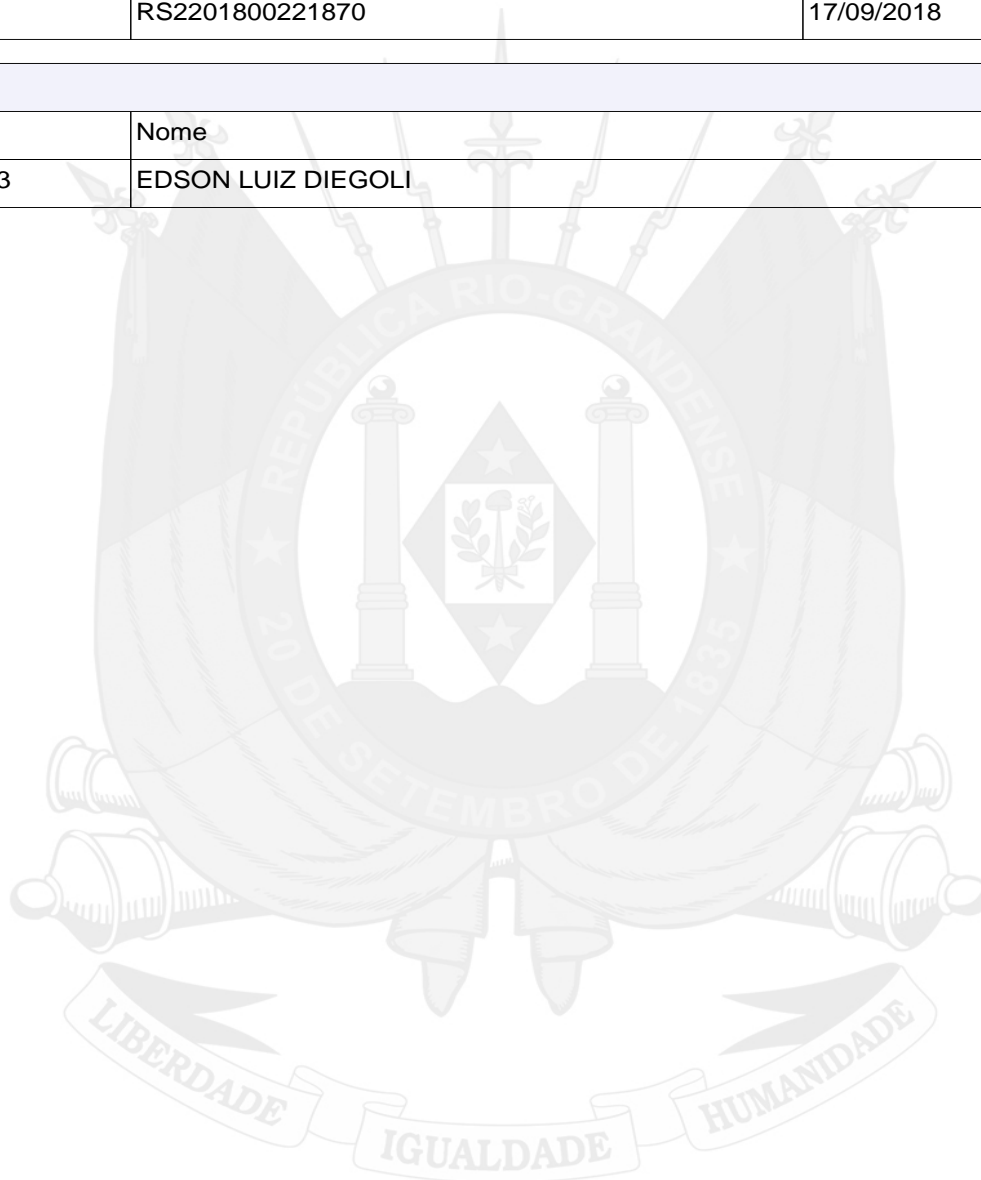 RS2201800221870 17/09/2018
Nome
3 EDSON LUIZ DIEGOLI
REPÚBLICA RIO-GRANDENSE
★ 20 DE SETEMBRO DE 1835 ★
LIBERDADE IGUALDADE HUMANIDADE